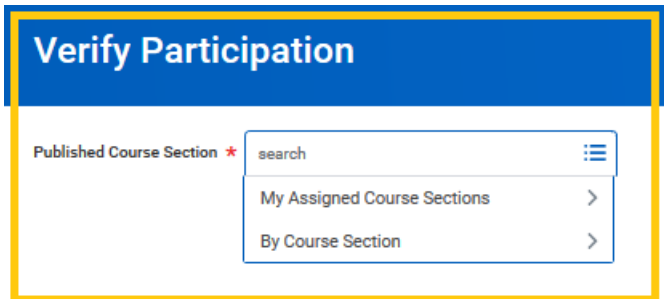 Verify Participation
Published Course Section * search
My Assigned Course Sections
By Course Section